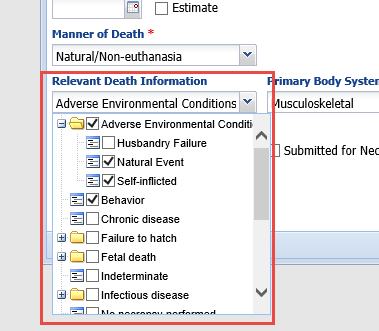 Estimate
Manner of Death *
Natural/Non-euthanasia
Relevant Death Information
Primary Body System
Adverse Environmental Conditions
Musculoskeletal
Adverse Environmental Conditi
Husbandry Failure
Natural Event
Submitted for Nec
Self-inflicted
Behavior
Chronic disease
Failure to hatch
Fetal death
Indeterminate
Infectious disease
No necropsy performed